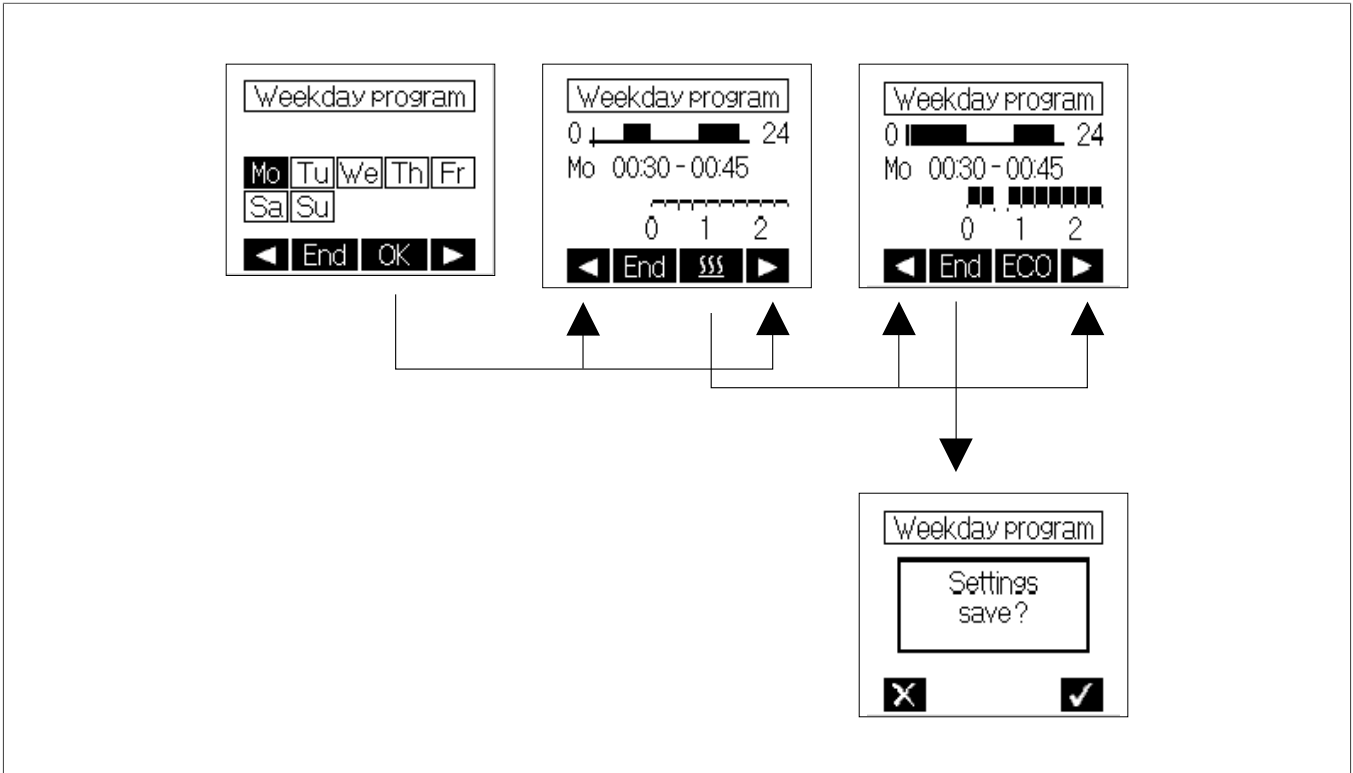 Weekday program
Mo Tu We Th Fr
Sa Su
◄ End OK ►
Weekday program
0 24
Mo 00:30 - 00:45
0 1 2
◄ End ►
Weekday program
0 24
Mo 00:30 - 00:45
0 1 2
◄ End ECO ►
Weekday program
Settings
save?